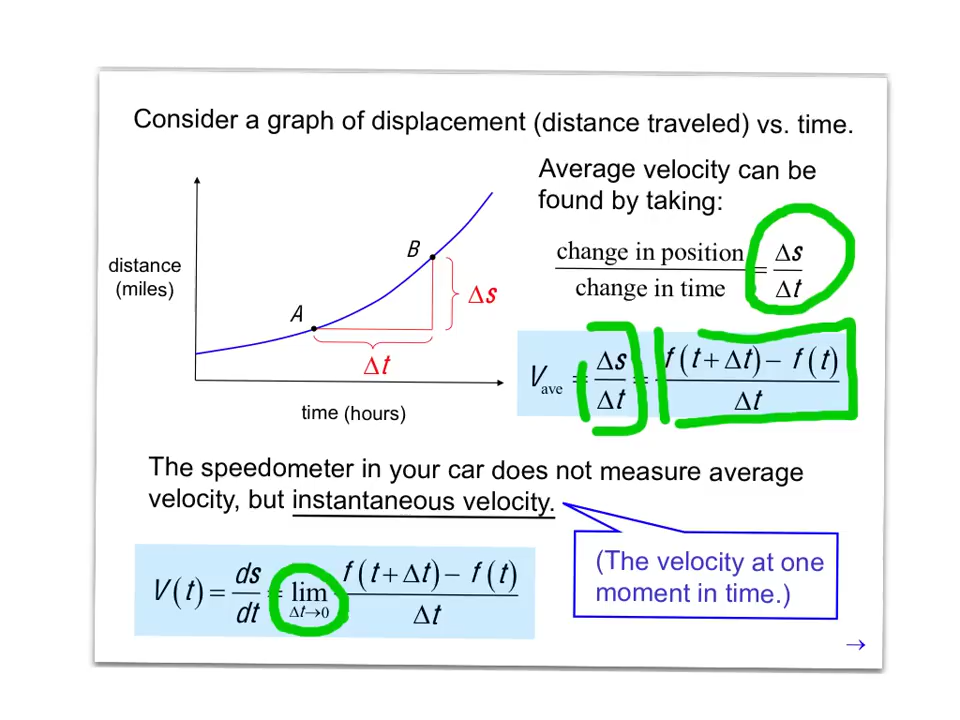 Consider a graph of displacement (distance traveled) vs. time.
Average velocity can be
found by taking:
change in position / change in time = Δs / Δt
distance
(miles)
A
B
Δs
Δt
time (hours)
V_ave = Δs / Δt = f(t+Δt) − f(t) / Δt
The speedometer in your car does not measure average
velocity, but instantaneous velocity.
(The velocity at one
moment in time.)
V(t) = ds / dt = lim Δt→0 f(t+Δt) − f(t) / Δt
→